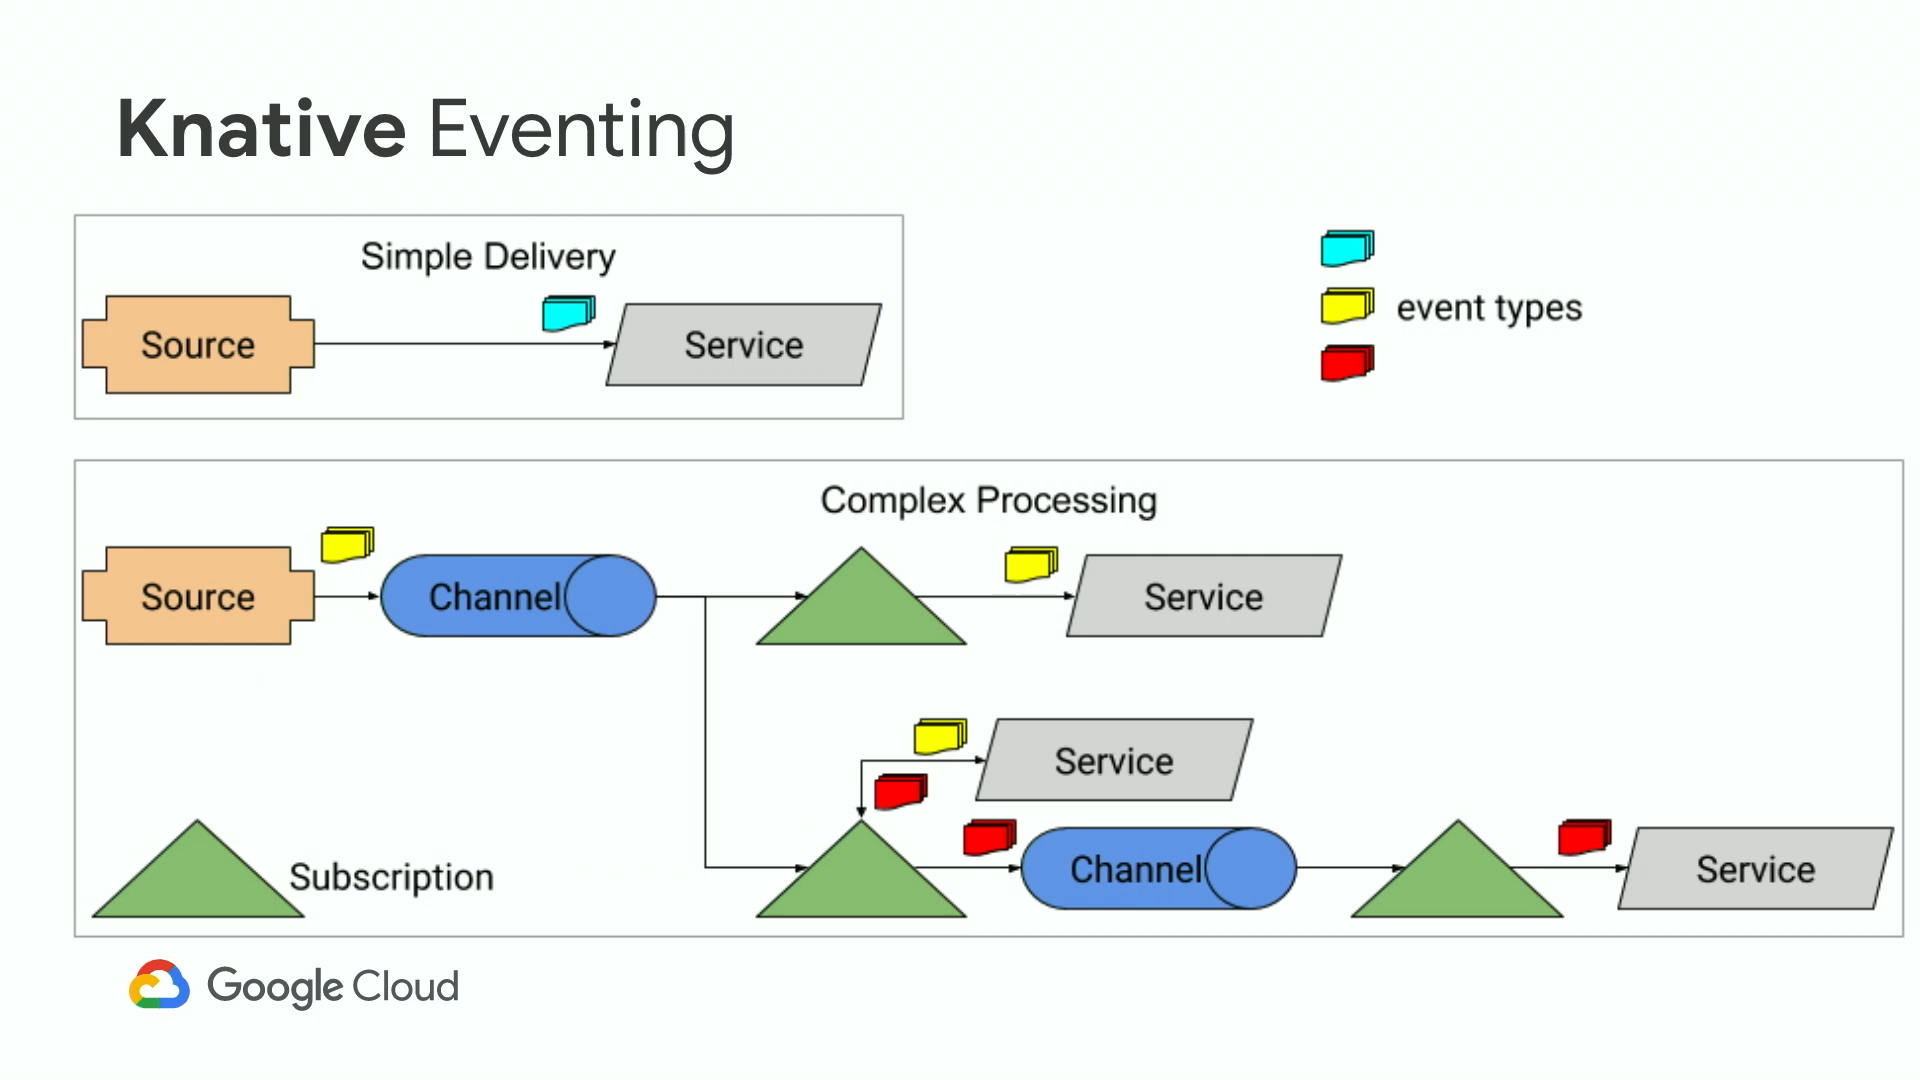 Knative Eventing
Simple Delivery
Source
Service
event types
Complex Processing
Source
Channel
Service
Service
Subscription
Channel
Service
Google Cloud